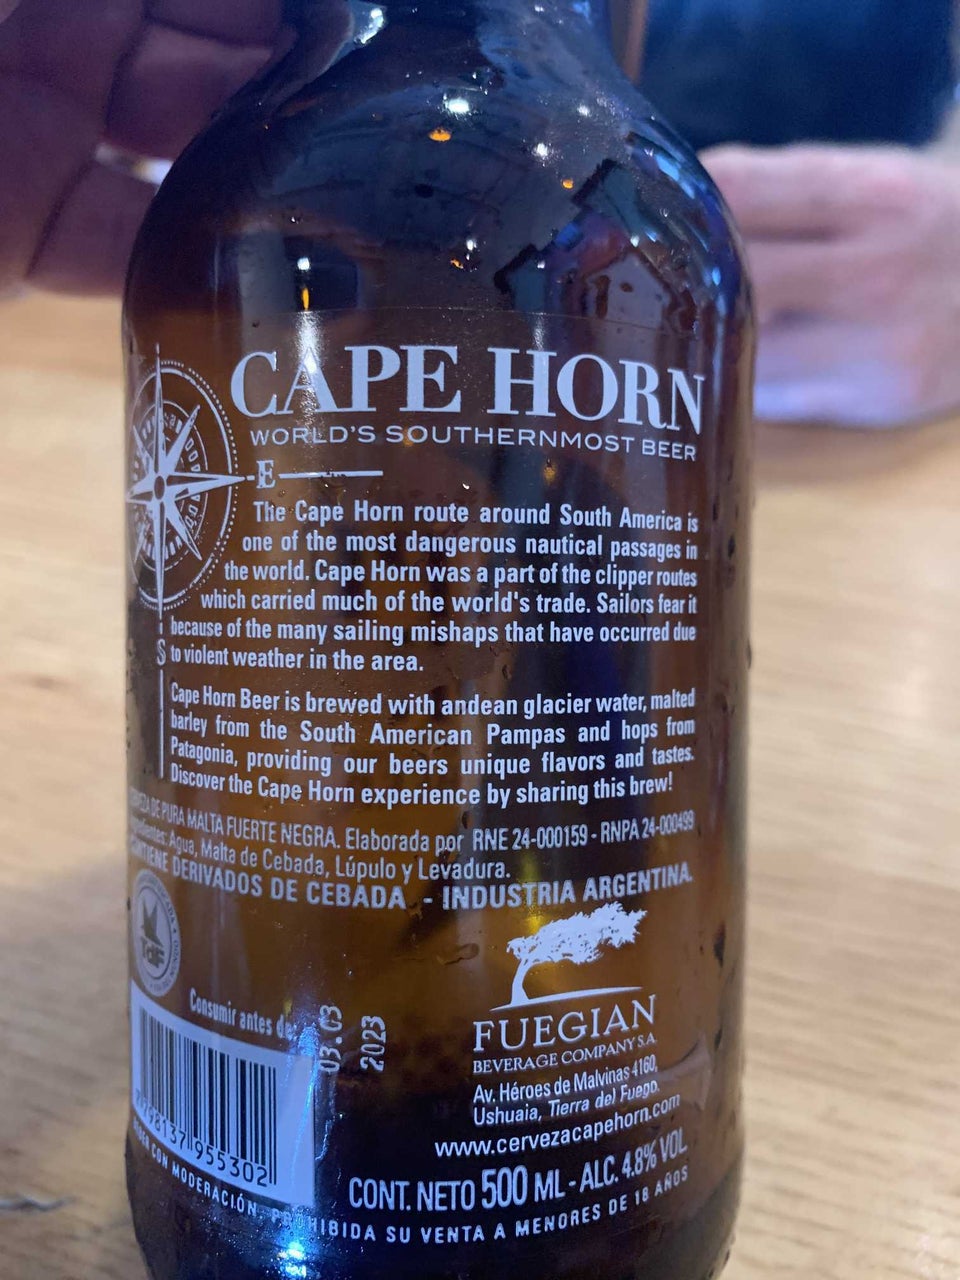 CAPE HORN
WORLD'S SOUTHERNMOST BEER
E
The Cape Horn route around South America is
one of the most dangerous nautical passages in
the world. Cape Horn was a part of the clipper routes
which carried much of the world's trade. Sailors fear it
because of the many sailing mishaps that have occurred due
S to violent weather in the area.
Cape Horn Beer is brewed with andean glacier water, malted
barley from the South American Pampas and hops from
Patagonia, providing our beers unique flavors and tastes.
Discover the Cape Horn experience by sharing this brew!
DE PURA MALTA FUERTE NEGRA. Elaborada por RNE 24-000159 - RNPA 24-000499
Agua, Malta de Cebada, Lúpulo y Levadura.
DERIVADOS DE CEBADA - INDUSTRIA ARGENTINA.
TdF
Consumir antes de
03.03
2023
FUEGIAN
BEVERAGE COMPANY S.A.
Av. Héroes de Malvinas 4160,
Ushuaia, Tierra del Fuego.
www.cervezacapehorn.com
798137 955302
CONT. NETO 500 ML - ALC. 4.8% VOL
CON MODERACIÓN. PROHIBIDA SU VENTA A MENORES DE 18 AÑOS